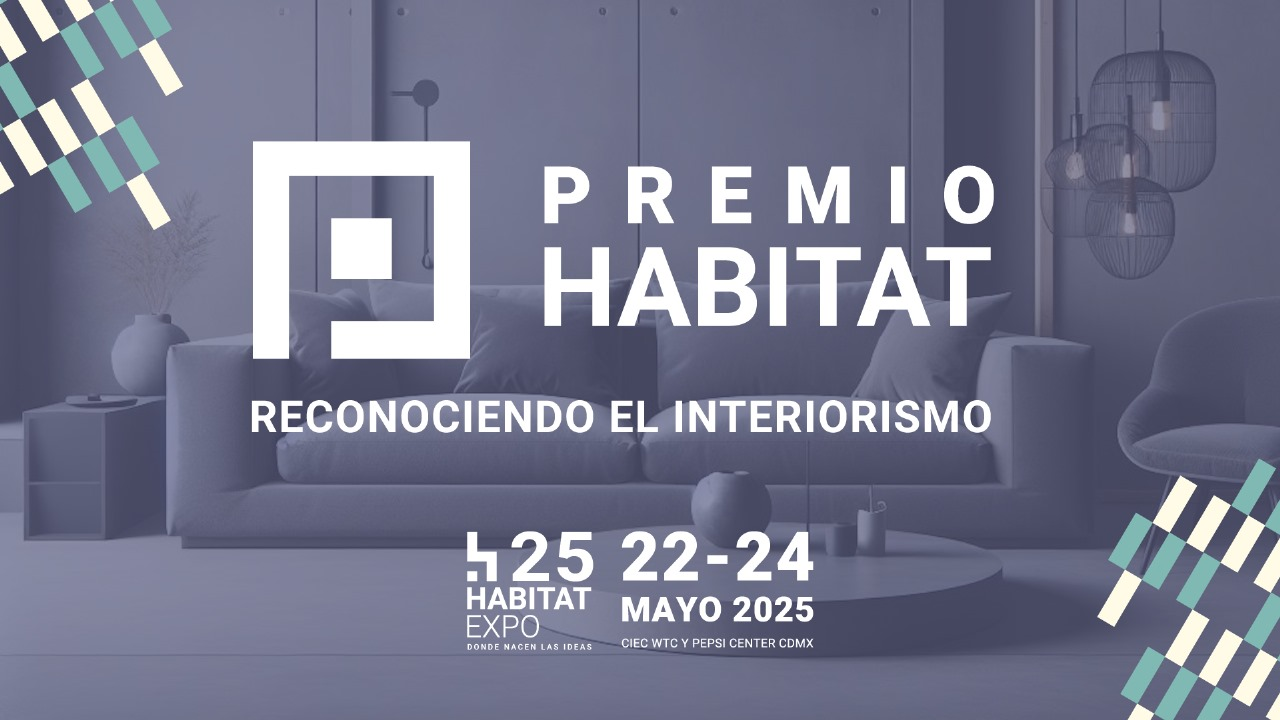 PREMIO
HABITAT
RECONOCIENDO EL INTERIORISMO
h25
HABITAT
EXPO
DONDE NACEN LAS IDEAS
22-24
MAYO 2025
CIEC WTC Y PEPSI CENTER CDMX